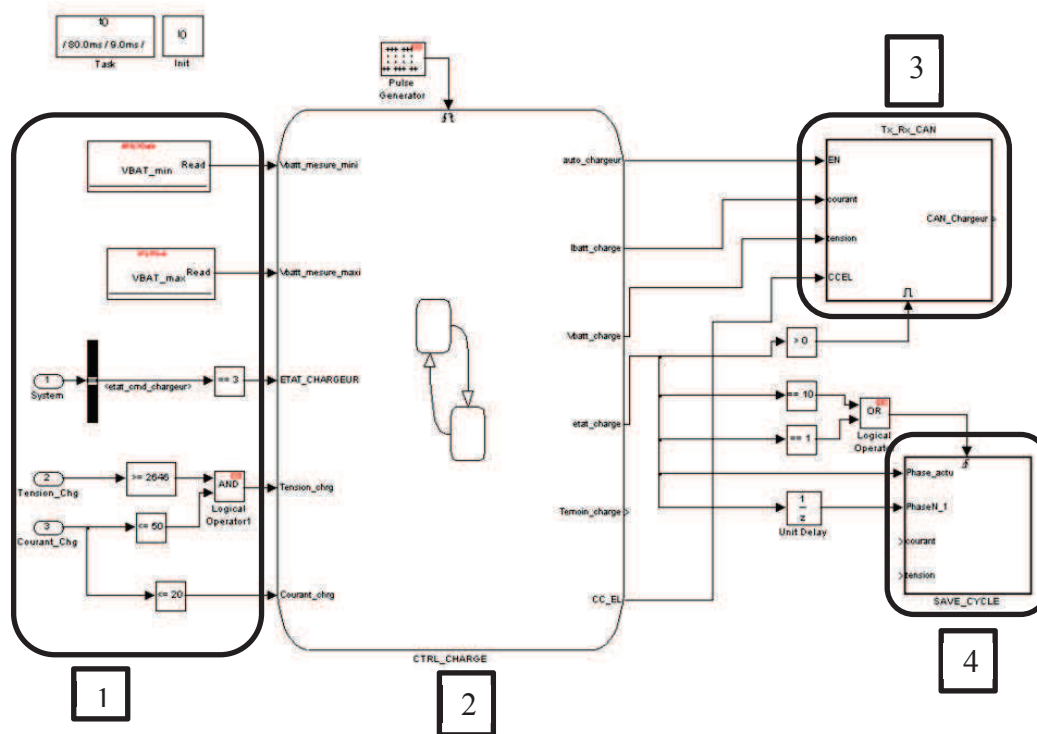 t0
/ 80.0ms / 9.0ms /
Task
I0
Init
Pulse
Generator
3
Tx_Rx_CAN
EN
courant
tension
CCEL
CAN_Chargeur
VBAT_min
Read
VBAT_max
Read
1
System
<etat_cmd_chargeur>
== 3
2
Tension_Chg
>= 2646
3
Courant_Chg
<= 50
AND
Logical
Operator1
<= 20
1
Vbatt_mesure_mini
Vbatt_mesure_maxi
ETAT_CHARGEUR
Tension_chrg
Courant_chrg
auto_chargeur
Ibatt_charge
Vbatt_charge
etat_charge
Temoin_charge
CC_EL
CTRL_CHARGE
2
> 0
== 10
== 1
OR
Logical
Operator
1
z
Unit Delay
Phase_actu
PhaseN_1
courant
tension
SAVE_CYCLE
4